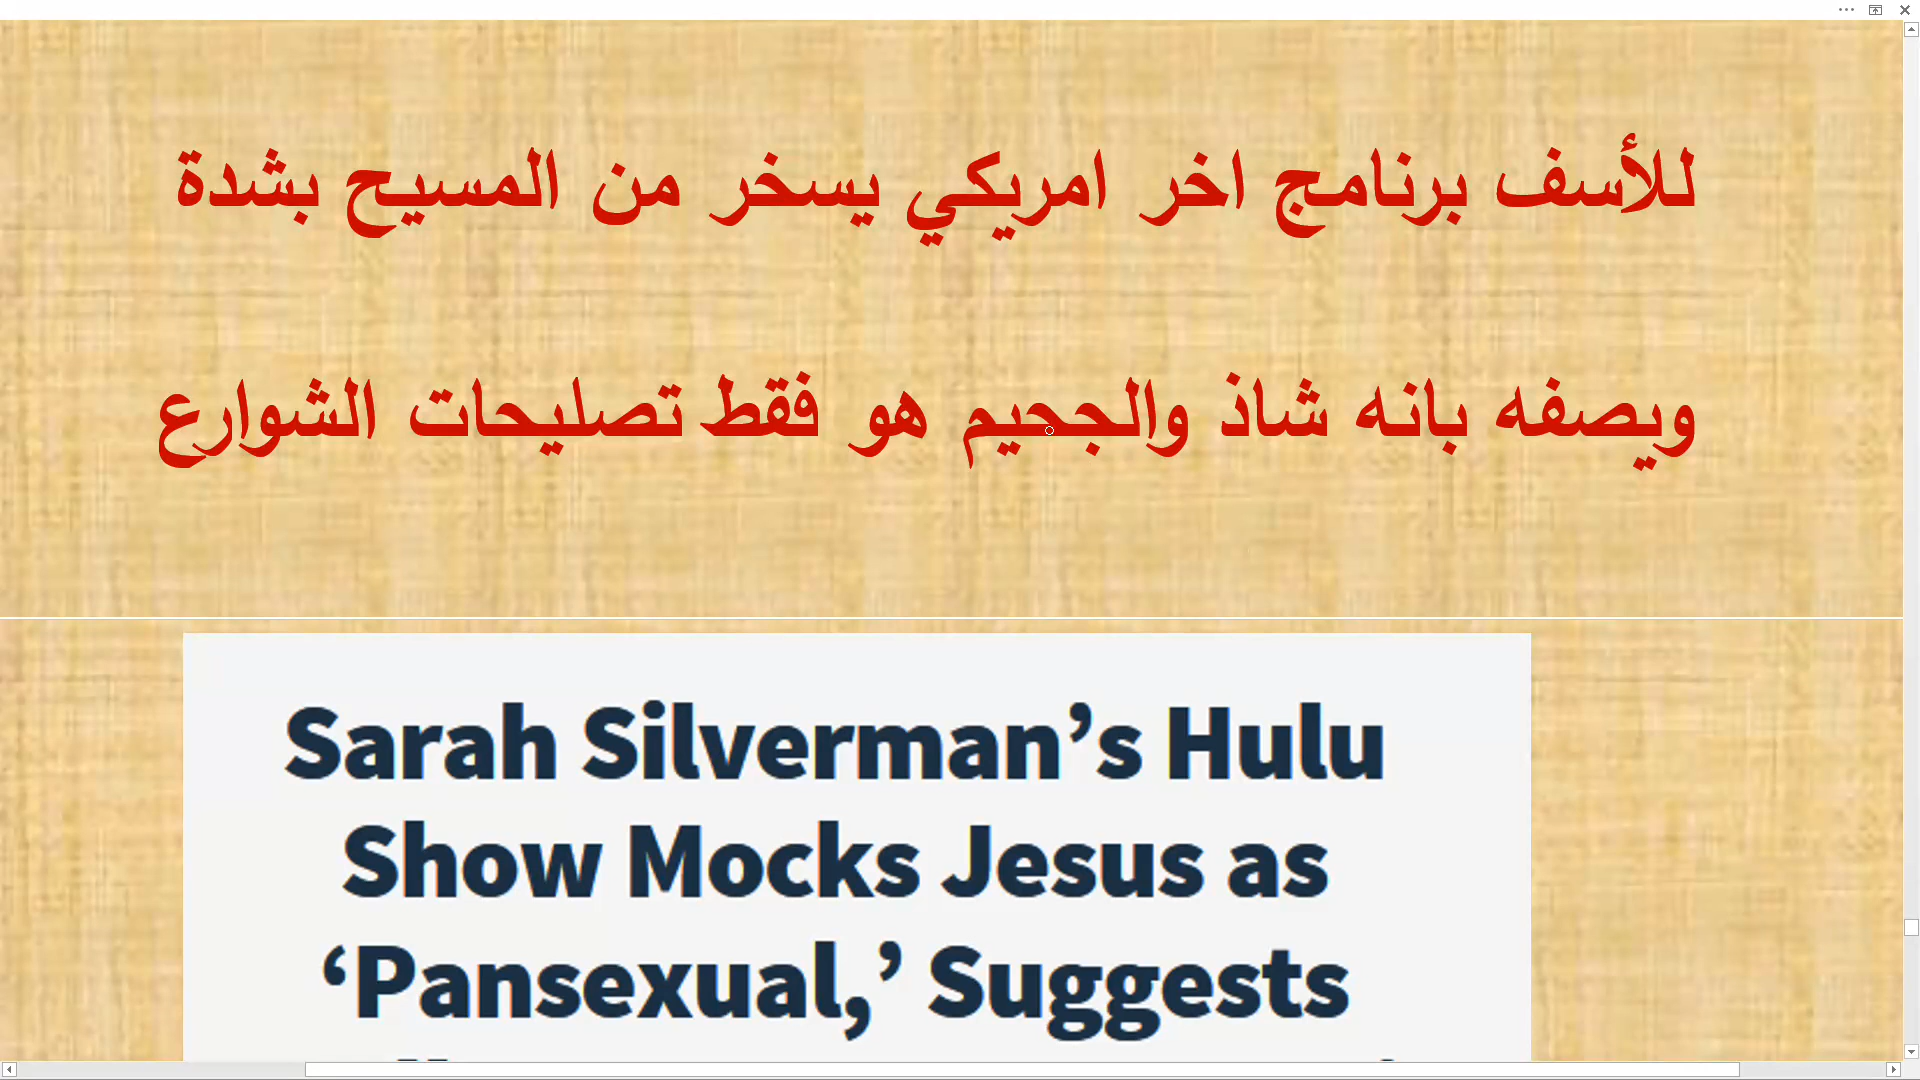 للأسف برنامج اخر امريكي يسخر من المسيح بشدة
ويصفه بانه شاذ والجحيم هو فقط تصليحات الشوارع
Sarah Silverman’s Hulu
Show Mocks Jesus as
‘Pansexual,’ Suggests